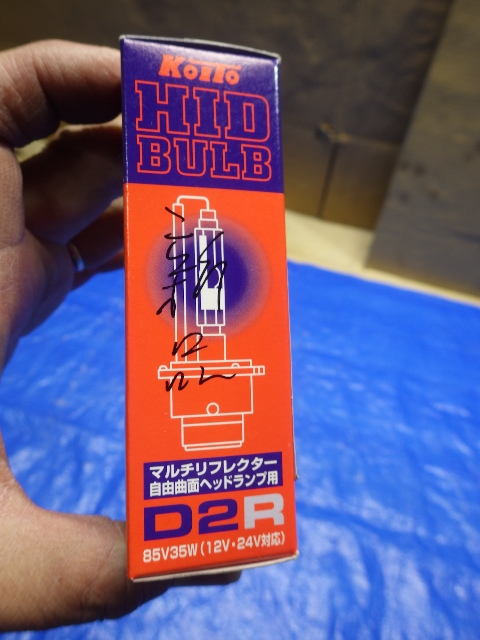 Koito
HID
BULB
マルチリフレクター
自由曲面ヘッドランプ用
D2R
85V35W(12V・24V対応)